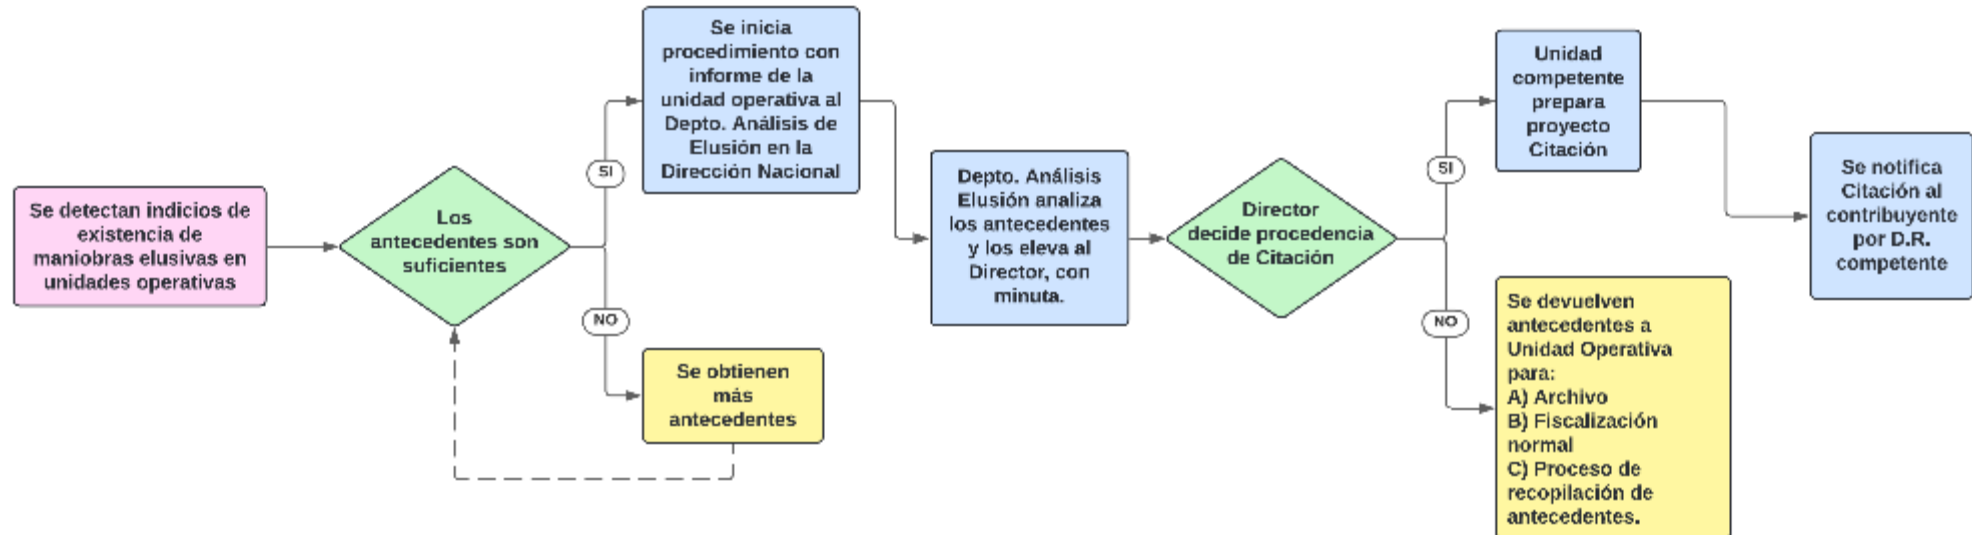 Se detectan indicios de
existencia de
maniobras elusivas en
unidades operativas
Los
antecedentes son
suficientes
SI
NO
Se inicia
procedimiento con
informe de la
unidad operativa al
Depto. Análisis de
Elusión en la
Dirección Nacional
Se obtienen
más
antecedentes
Depto. Análisis
Elusión analiza
los antecedentes
y los eleva al
Director, con
minuta.
Director
decide procedencia
de Citación
SI
NO
Unidad
competente
prepara
proyecto
Citación
Se devuelven
antecedentes a
Unidad Operativa
para:
A) Archivo
B) Fiscalización
normal
C) Proceso de
recopilación de
antecedentes.
Se notifica
Citación al
contribuyente
por D.R.
competente